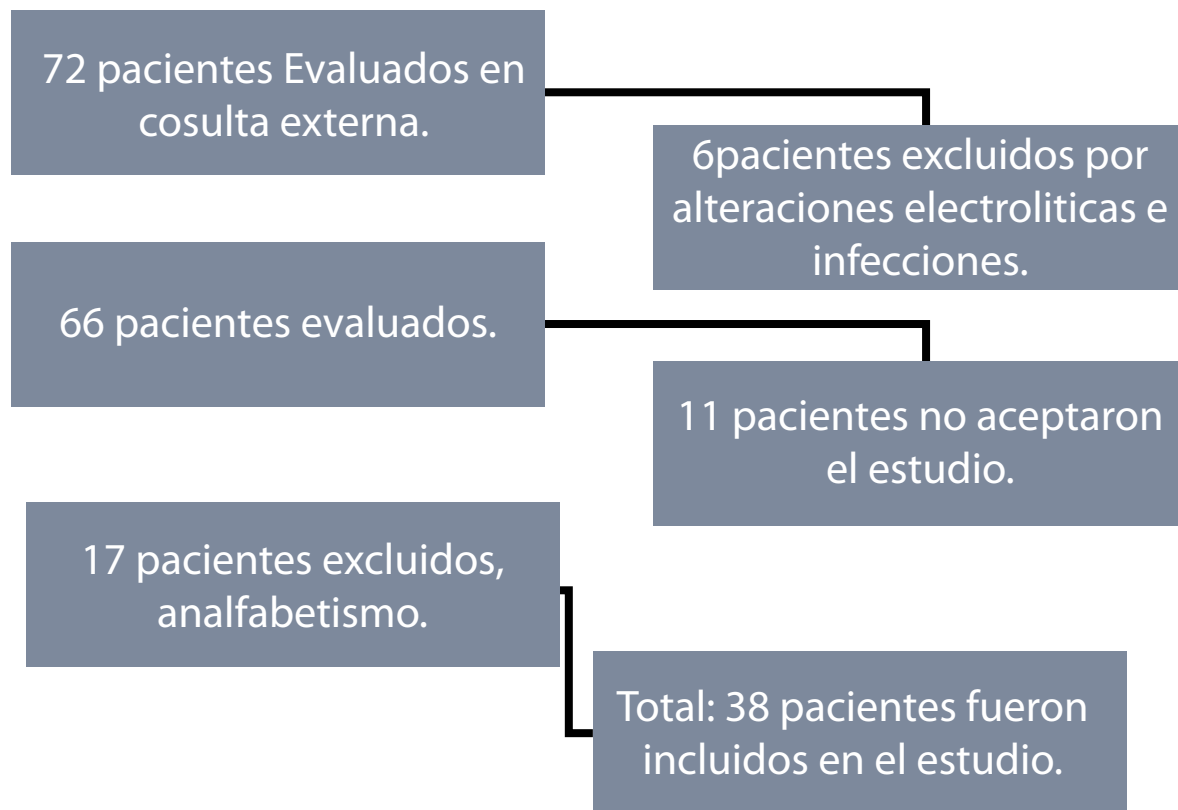 72 pacientes Evaluados en
cosulta externa.
6pacientes excluidos por
alteraciones electroliticas e
infecciones.
66 pacientes evaluados.
11 pacientes no aceptaron
el estudio.
17 pacientes excluidos,
analfabetismo.
Total: 38 pacientes fueron
incluidos en el estudio.